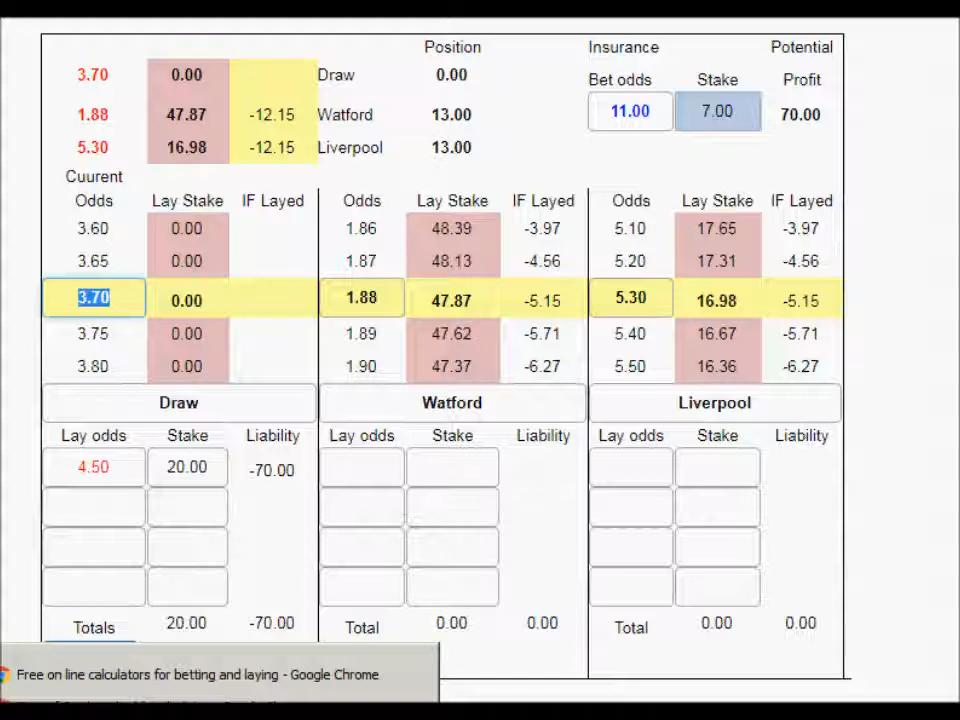 Position Insurance Potential
3.70 0.00 Draw 0.00 Bet odds Stake Profit
1.88 47.87 -12.15 Watford 13.00 11.00 7.00 70.00
5.30 16.98 -12.15 Liverpool 13.00
Cuurent
Odds Lay Stake IF Layed Odds Lay Stake IF Layed Odds Lay Stake IF Layed
3.60 0.00 1.86 48.39 -3.97 5.10 17.65 -3.97
3.65 0.00 1.87 48.13 -4.56 5.20 17.31 -4.56
3.70 0.00 1.88 47.87 -5.15 5.30 16.98 -5.15
3.75 0.00 1.89 47.62 -5.71 5.40 16.67 -5.71
3.80 0.00 1.90 47.37 -6.27 5.50 16.36 -6.27
Draw Watford Liverpool
Lay odds Stake Liability Lay odds Stake Liability Lay odds Stake Liability
4.50 20.00 -70.00
Totals 20.00 -70.00 Total 0.00 0.00 Total 0.00 0.00
Free on line calculators for betting and laying - Google Chrome